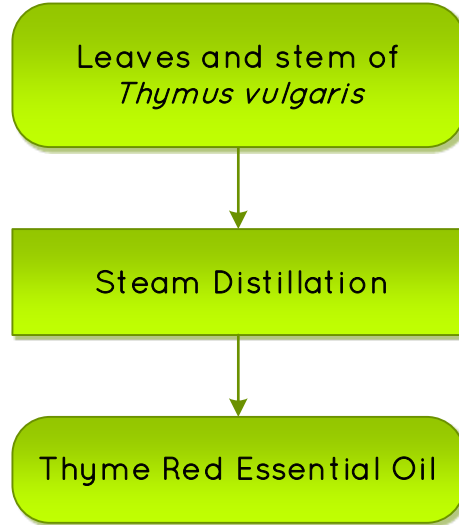 Leaves and stem of
Thymus vulgaris
Steam Distillation
Thyme Red Essential Oil